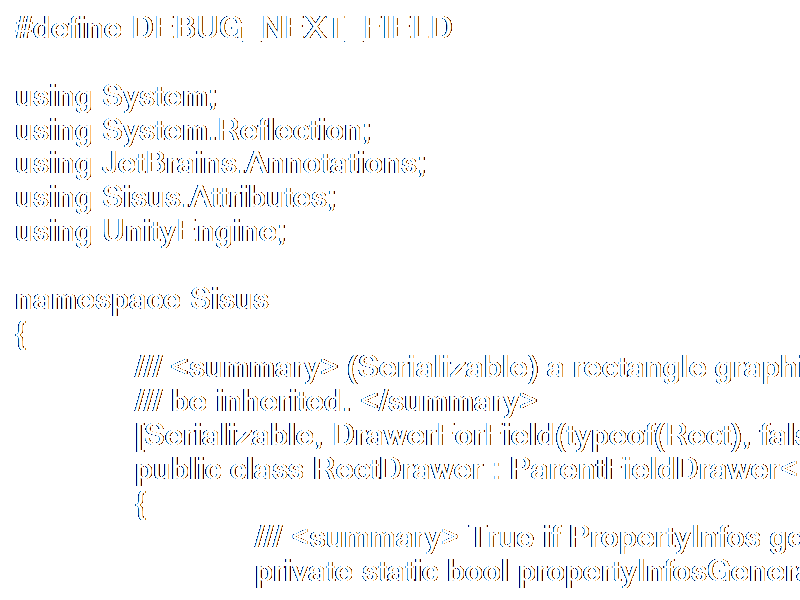 #define DEBUG_NEXT_FIELD
using System;
using System.Reflection;
using JetBrains.Annotations;
using Sisus.Attributes;
using UnityEngine;
namespace Sisus
{
/// <summary> (Serializable) a rectangle graphi
/// be inherited. </summary>
[Serializable, DrawerForField(typeof(Rect), fals
public class RectDrawer : ParentFieldDrawer<
{
/// <summary> True if PropertyInfos ge
private static bool propertyInfosGenera